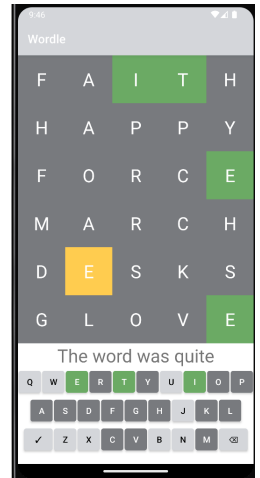 9:46
Wordle
F A I T H
H A P P Y
F O R C E
M A R C H
D E S K S
G L O V E
The word was quite
Q W E R T Y U I O P
A S D F G H J K L
✓ Z X C V B N M ⌫